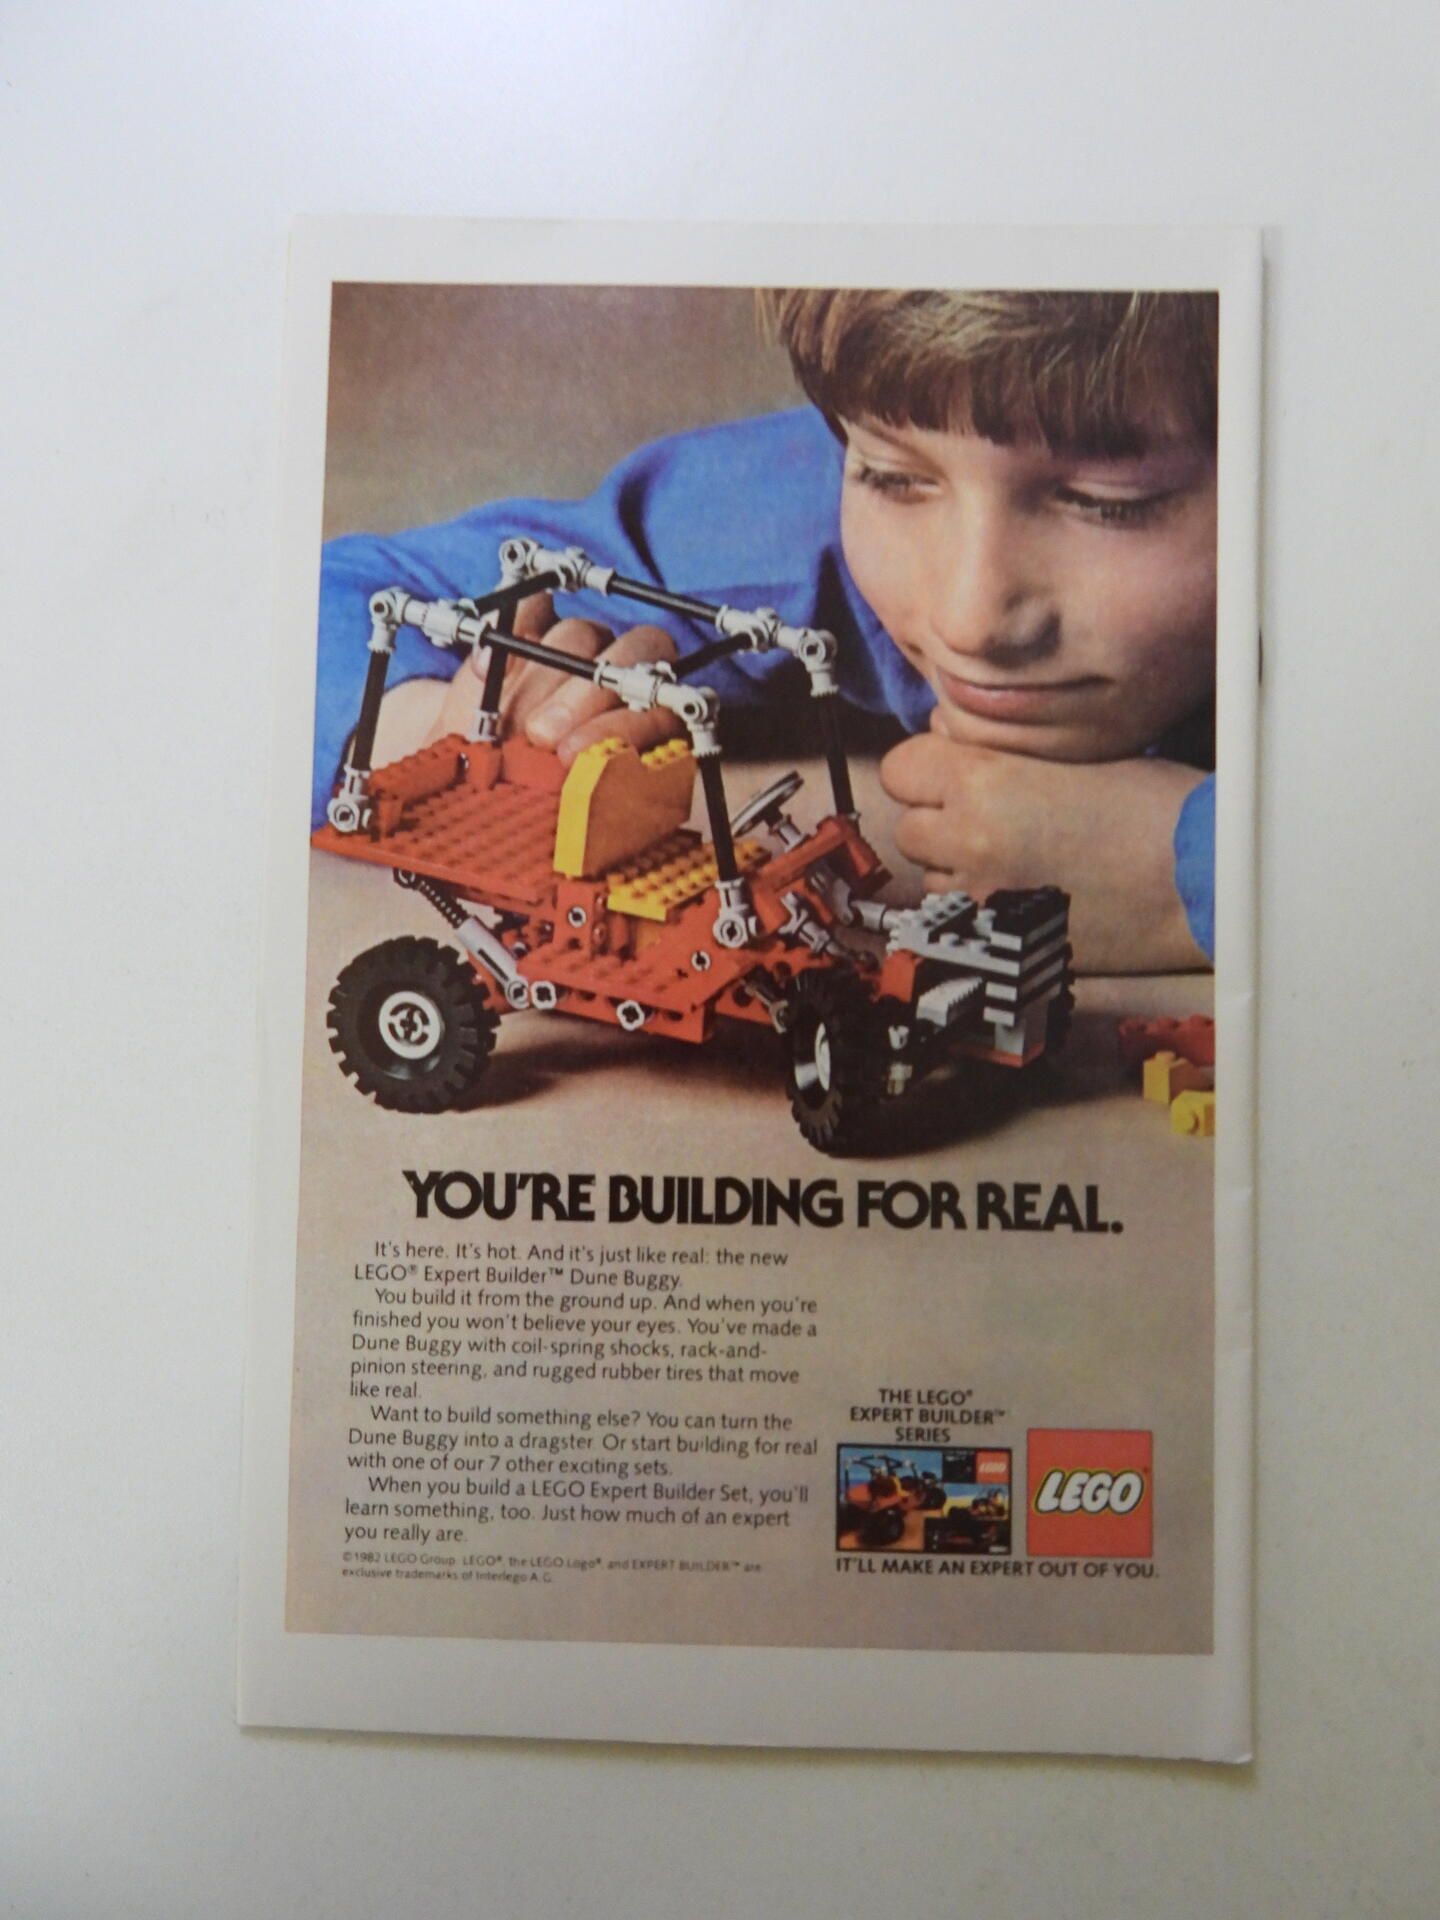 YOU'RE BUILDING FOR REAL.
It's here. It's hot. And it's just like real: the new
LEGO® Expert Builder™ Dune Buggy.
You build it from the ground up. And when you're
finished you won't believe your eyes. You've made a
Dune Buggy with coil-spring shocks, rack-and-
pinion steering, and rugged rubber tires that move
like real.
Want to build something else? You can turn the
Dune Buggy into a dragster. Or start building for real
with one of our 7 other exciting sets.
When you build a LEGO Expert Builder Set, you'll
learn something, too. Just how much of an expert
you really are.
©1982 LEGO Group. LEGO®, the LEGO Logo®, and EXPERT BUILDER™ are
exclusive trademarks of Interlego A.G.
THE LEGO®
EXPERT BUILDER™
SERIES
LEGO
LEGO®
IT'LL MAKE AN EXPERT OUT OF YOU.